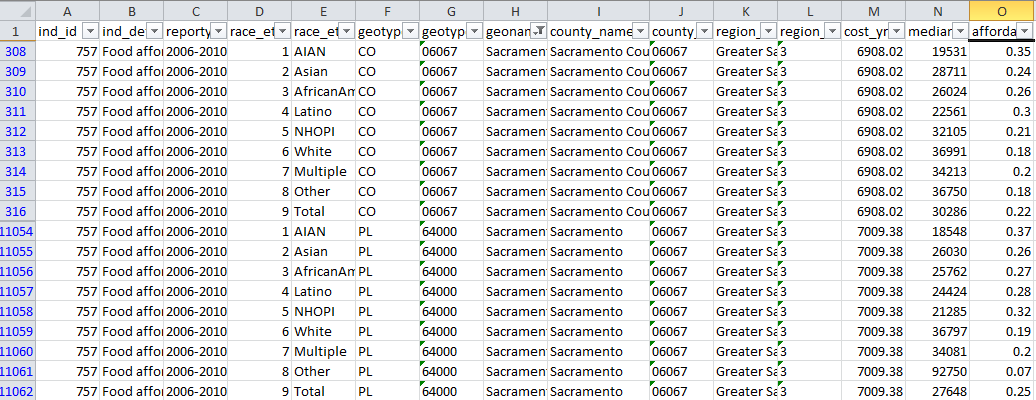 A B C D E F G H I J K L M N O
1 ind_id ind_de reporty race_et race_et geotyp geotyp geonan county_name county_ region_ region_ cost_yr median afforda
308 757 Food affor 2006-2010 1 AIAN CO 06067 Sacramen Sacramento Cou 06067 Greater Sa 3 6908.02 19531 0.35
309 757 Food affor 2006-2010 2 Asian CO 06067 Sacramen Sacramento Cou 06067 Greater Sa 3 6908.02 28711 0.24
310 757 Food affor 2006-2010 3 AfricanAm CO 06067 Sacramen Sacramento Cou 06067 Greater Sa 3 6908.02 26024 0.26
311 757 Food affor 2006-2010 4 Latino CO 06067 Sacramen Sacramento Cou 06067 Greater Sa 3 6908.02 22561 0.3
312 757 Food affor 2006-2010 5 NHOPI CO 06067 Sacramen Sacramento Cou 06067 Greater Sa 3 6908.02 32105 0.21
313 757 Food affor 2006-2010 6 White CO 06067 Sacramen Sacramento Cou 06067 Greater Sa 3 6908.02 36991 0.18
314 757 Food affor 2006-2010 7 Multiple CO 06067 Sacramen Sacramento Cou 06067 Greater Sa 3 6908.02 34213 0.2
315 757 Food affor 2006-2010 8 Other CO 06067 Sacramen Sacramento Cou 06067 Greater Sa 3 6908.02 36750 0.18
316 757 Food affor 2006-2010 9 Total CO 06067 Sacramen Sacramento Cou 06067 Greater Sa 3 6908.02 30286 0.22
11054 757 Food affor 2006-2010 1 AIAN PL 64000 Sacramen Sacramento 06067 Greater Sa 3 7009.38 18548 0.37
11055 757 Food affor 2006-2010 2 Asian PL 64000 Sacramen Sacramento 06067 Greater Sa 3 7009.38 26030 0.26
11056 757 Food affor 2006-2010 3 AfricanAm PL 64000 Sacramen Sacramento 06067 Greater Sa 3 7009.38 25762 0.27
11057 757 Food affor 2006-2010 4 Latino PL 64000 Sacramen Sacramento 06067 Greater Sa 3 7009.38 24424 0.28
11058 757 Food affor 2006-2010 5 NHOPI PL 64000 Sacramen Sacramento 06067 Greater Sa 3 7009.38 21285 0.32
11059 757 Food affor 2006-2010 6 White PL 64000 Sacramen Sacramento 06067 Greater Sa 3 7009.38 36797 0.19
11060 757 Food affor 2006-2010 7 Multiple PL 64000 Sacramen Sacramento 06067 Greater Sa 3 7009.38 34081 0.2
11061 757 Food affor 2006-2010 8 Other PL 64000 Sacramen Sacramento 06067 Greater Sa 3 7009.38 92750 0.07
11062 757 Food affor 2006-2010 9 Total PL 64000 Sacramen Sacramento 06067 Greater Sa 3 7009.38 27648 0.25